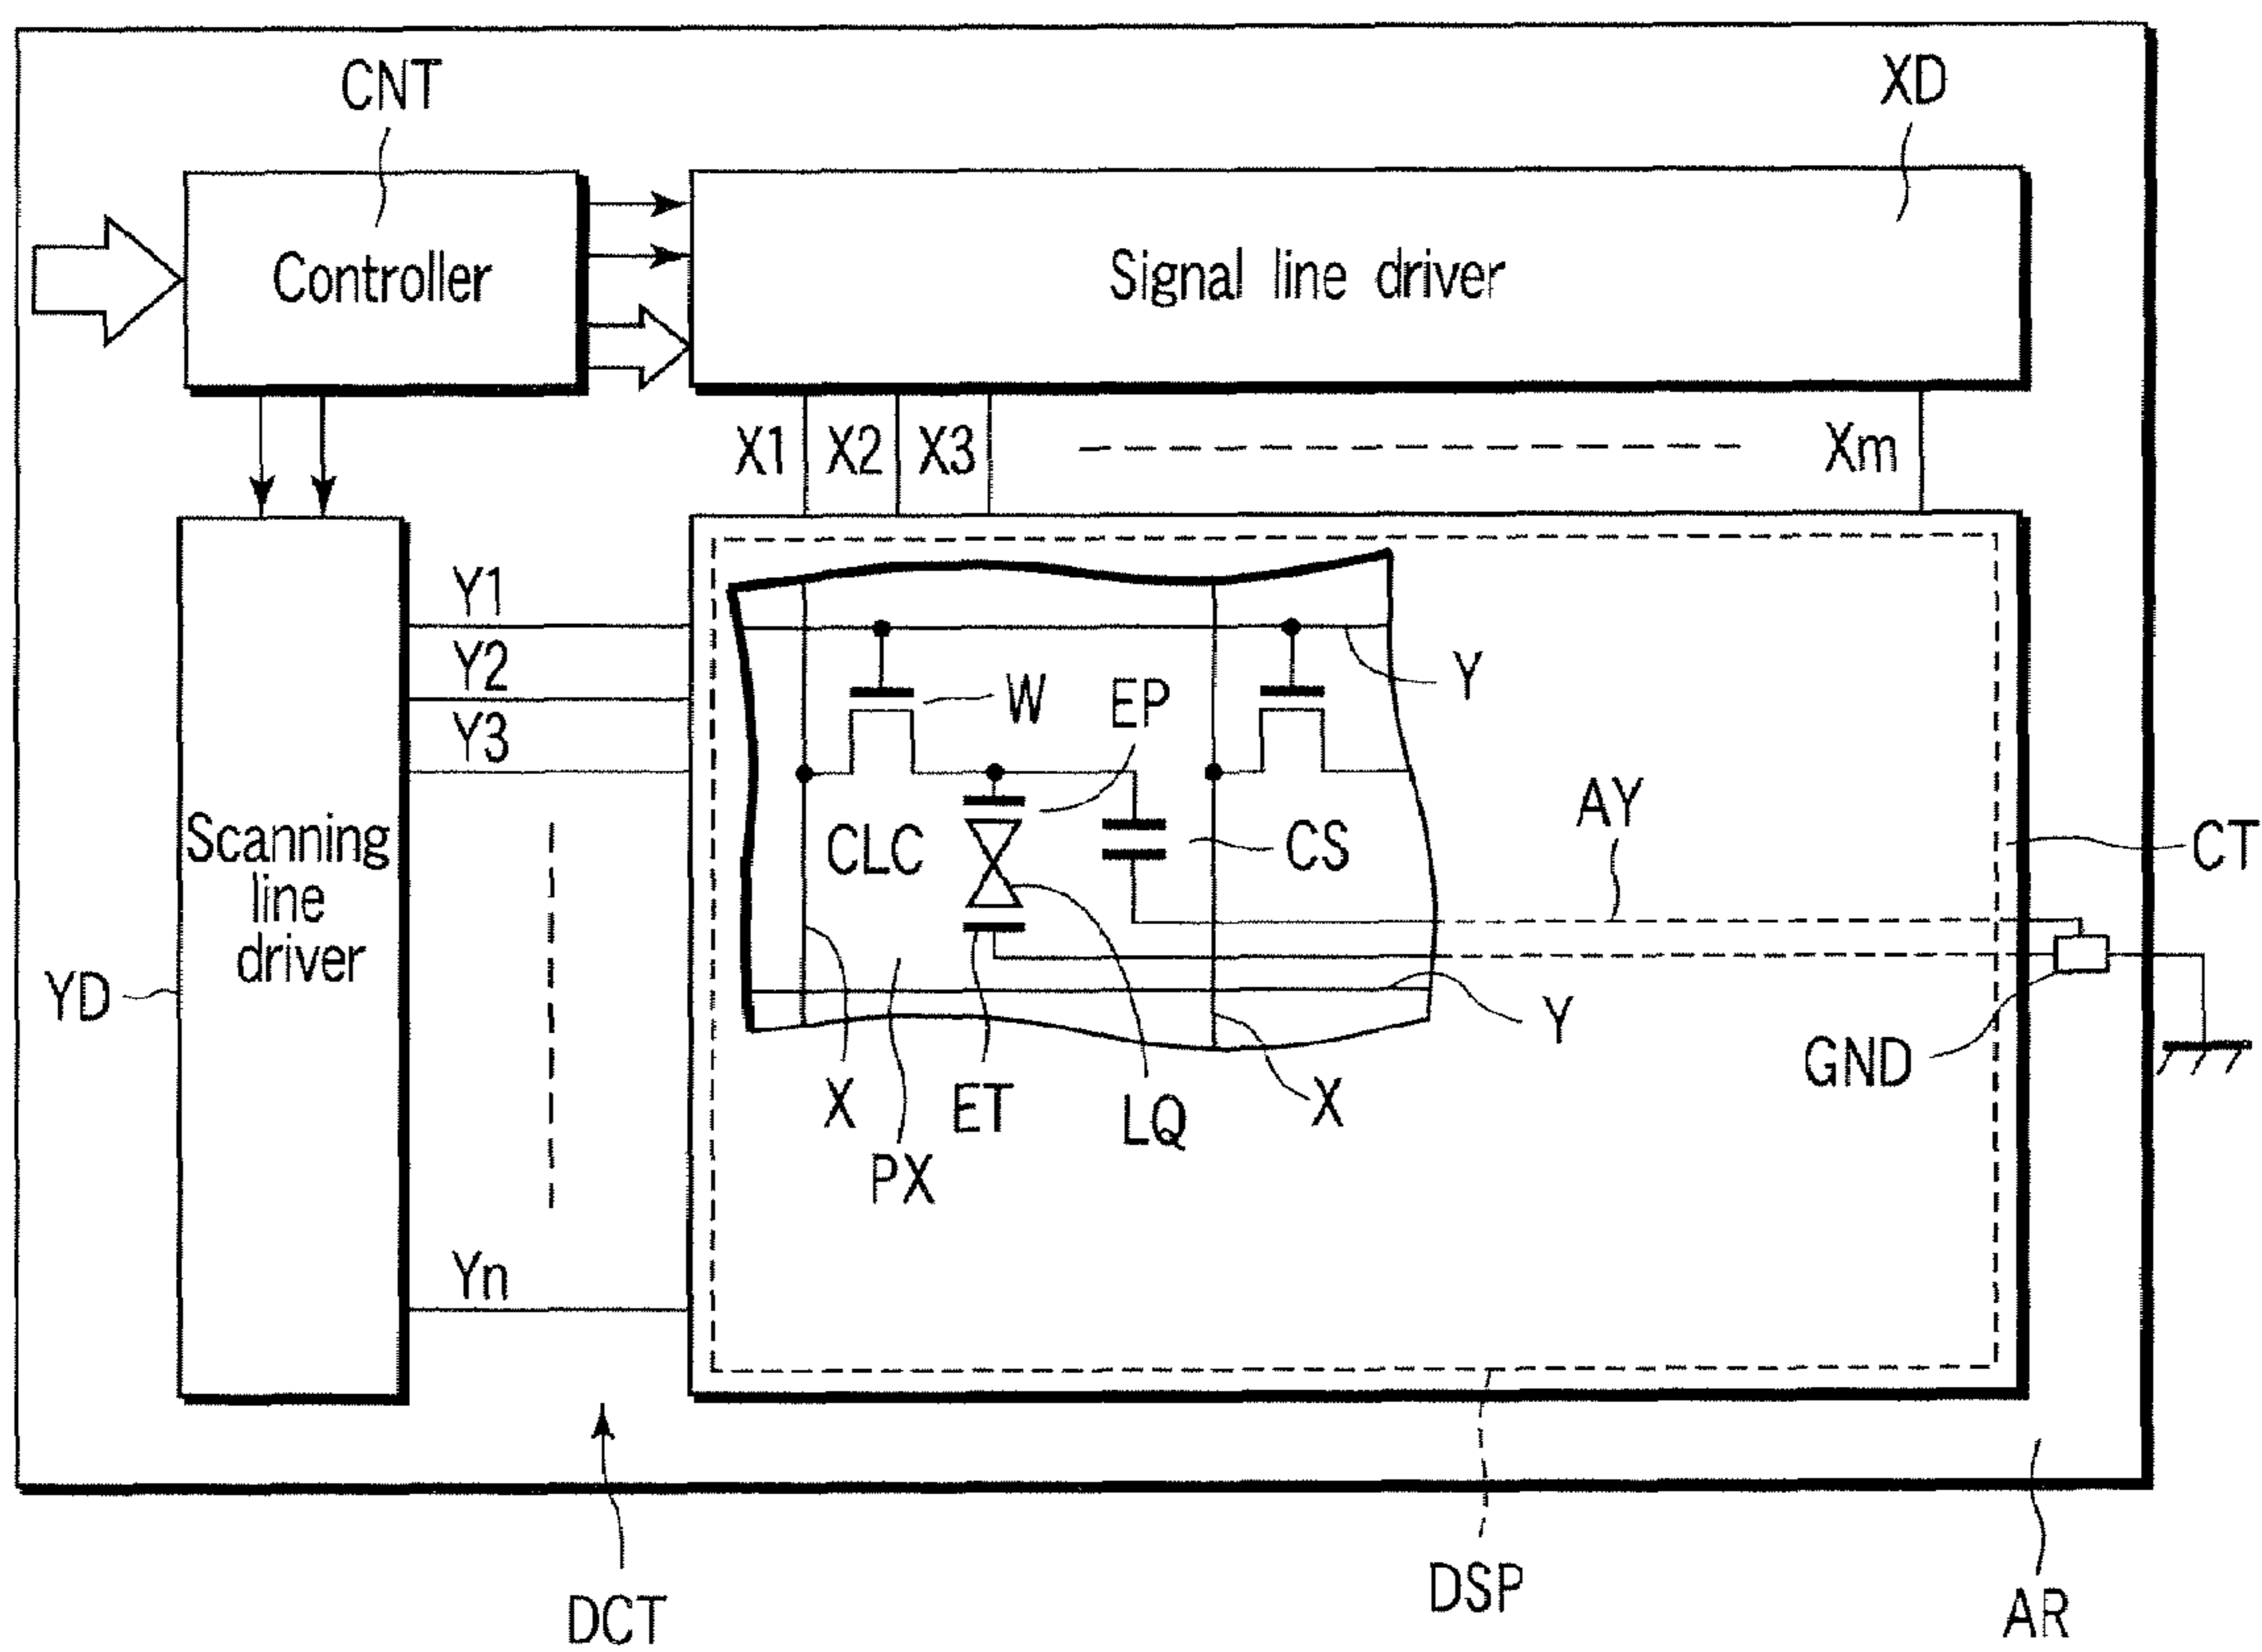 CNT
XD
Controller
Signal line driver
X1 X2 X3 Xm
Y1
Y2
Y3
W
EP
Y
AY
CT
Scanning
line
driver
CLC
CS
YD
Y
GND
X
ET
LQ
X
PX
Yn
DCT
DSP
AR